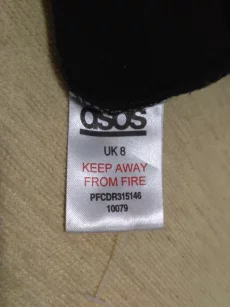 asos
UK 8
KEEP AWAY
FROM FIRE
PFCDR315146
10079